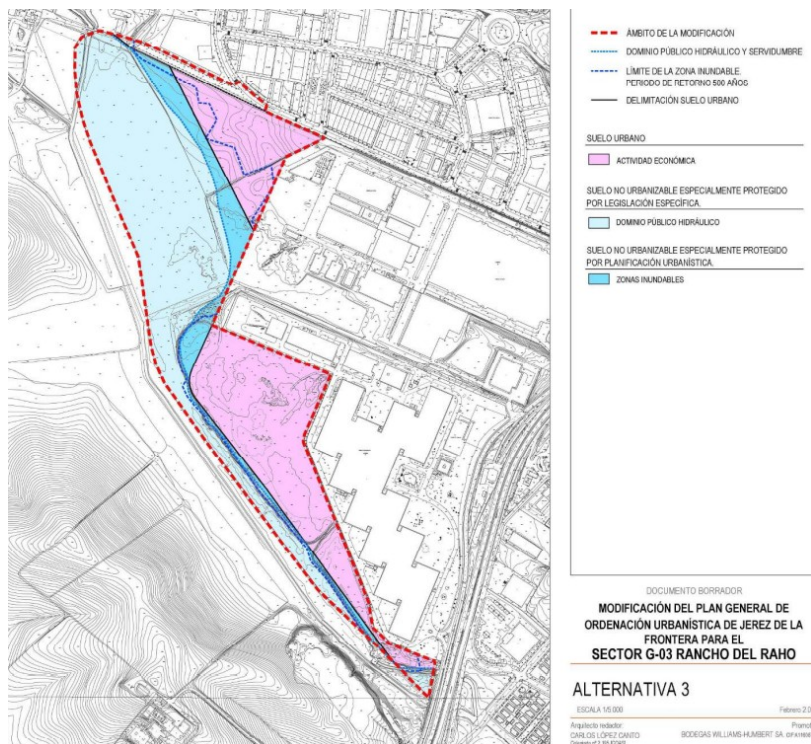 ÁMBITO DE LA MODIFICACIÓN
DOMINIO PÚBLICO HIDRÁULICO Y SERVIDUMBRE
LÍMITE DE LA ZONA INUNDABLE.
PERIODO DE RETORNO 500 AÑOS
DELIMITACIÓN SUELO URBANO
SUELO URBANO
ACTIVIDAD ECONÓMICA
SUELO NO URBANIZABLE ESPECIALMENTE PROTEGIDO
POR LEGISLACIÓN ESPECÍFICA.
DOMINIO PÚBLICO HIDRÁULICO
SUELO NO URBANIZABLE ESPECIALMENTE PROTEGIDO
POR PLANIFICACIÓN URBANÍSTICA.
ZONAS INUNDABLES
DOCUMENTO BORRADOR
MODIFICACIÓN DEL PLAN GENERAL DE
ORDENACIÓN URBANÍSTICA DE JEREZ DE LA
FRONTERA PARA EL
SECTOR G-03 RANCHO DEL RAHO
ALTERNATIVA 3
ESCALA 1/5 000 Febrero 2.0
Arquitecto redactor: Promot
CARLOS LÓPEZ CANTO BODEGAS WILLIAMS-HUMBERT SA.